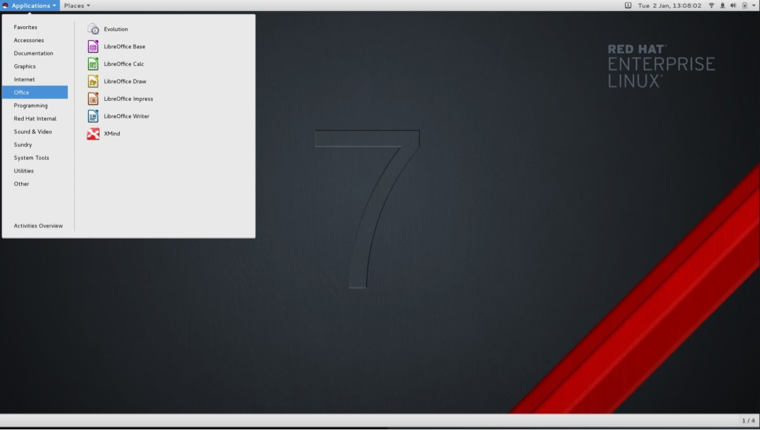 Applications Places Tue 2 Jan, 13:08:02
Favorites
Accessories
Documentation
Graphics
Internet
Office
Programming
Red Hat Internal
Sound & Video
Sundry
System Tools
Utilities
Other
Activities Overview
Evolution
LibreOffice Base
LibreOffice Calc
LibreOffice Draw
LibreOffice Impress
LibreOffice Writer
XMind
RED HAT®
ENTERPRISE
LINUX®
7
1 / 4